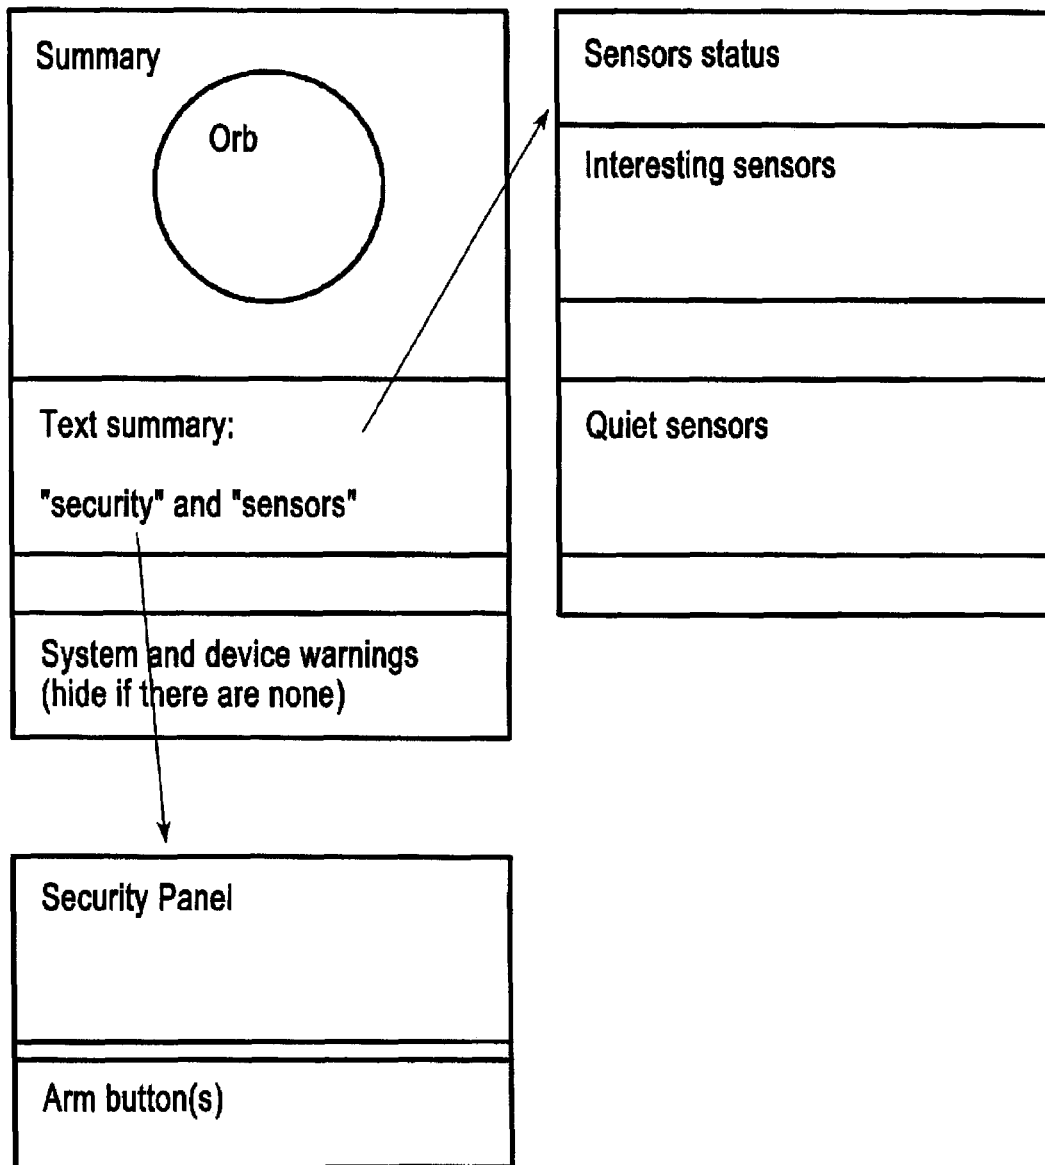 Summary
Orb
Text summary:
"security" and "sensors"
System and device warnings
(hide if there are none)
Sensors status
Interesting sensors
Quiet sensors
Security Panel
Arm button(s)